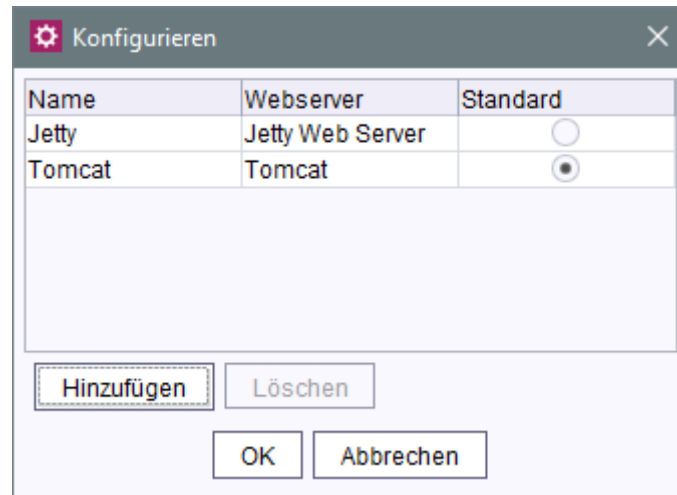 Konfigurieren
Name Webserver Standard
Jetty Jetty Web Server
Tomcat Tomcat
Hinzufügen Löschen
OK Abbrechen